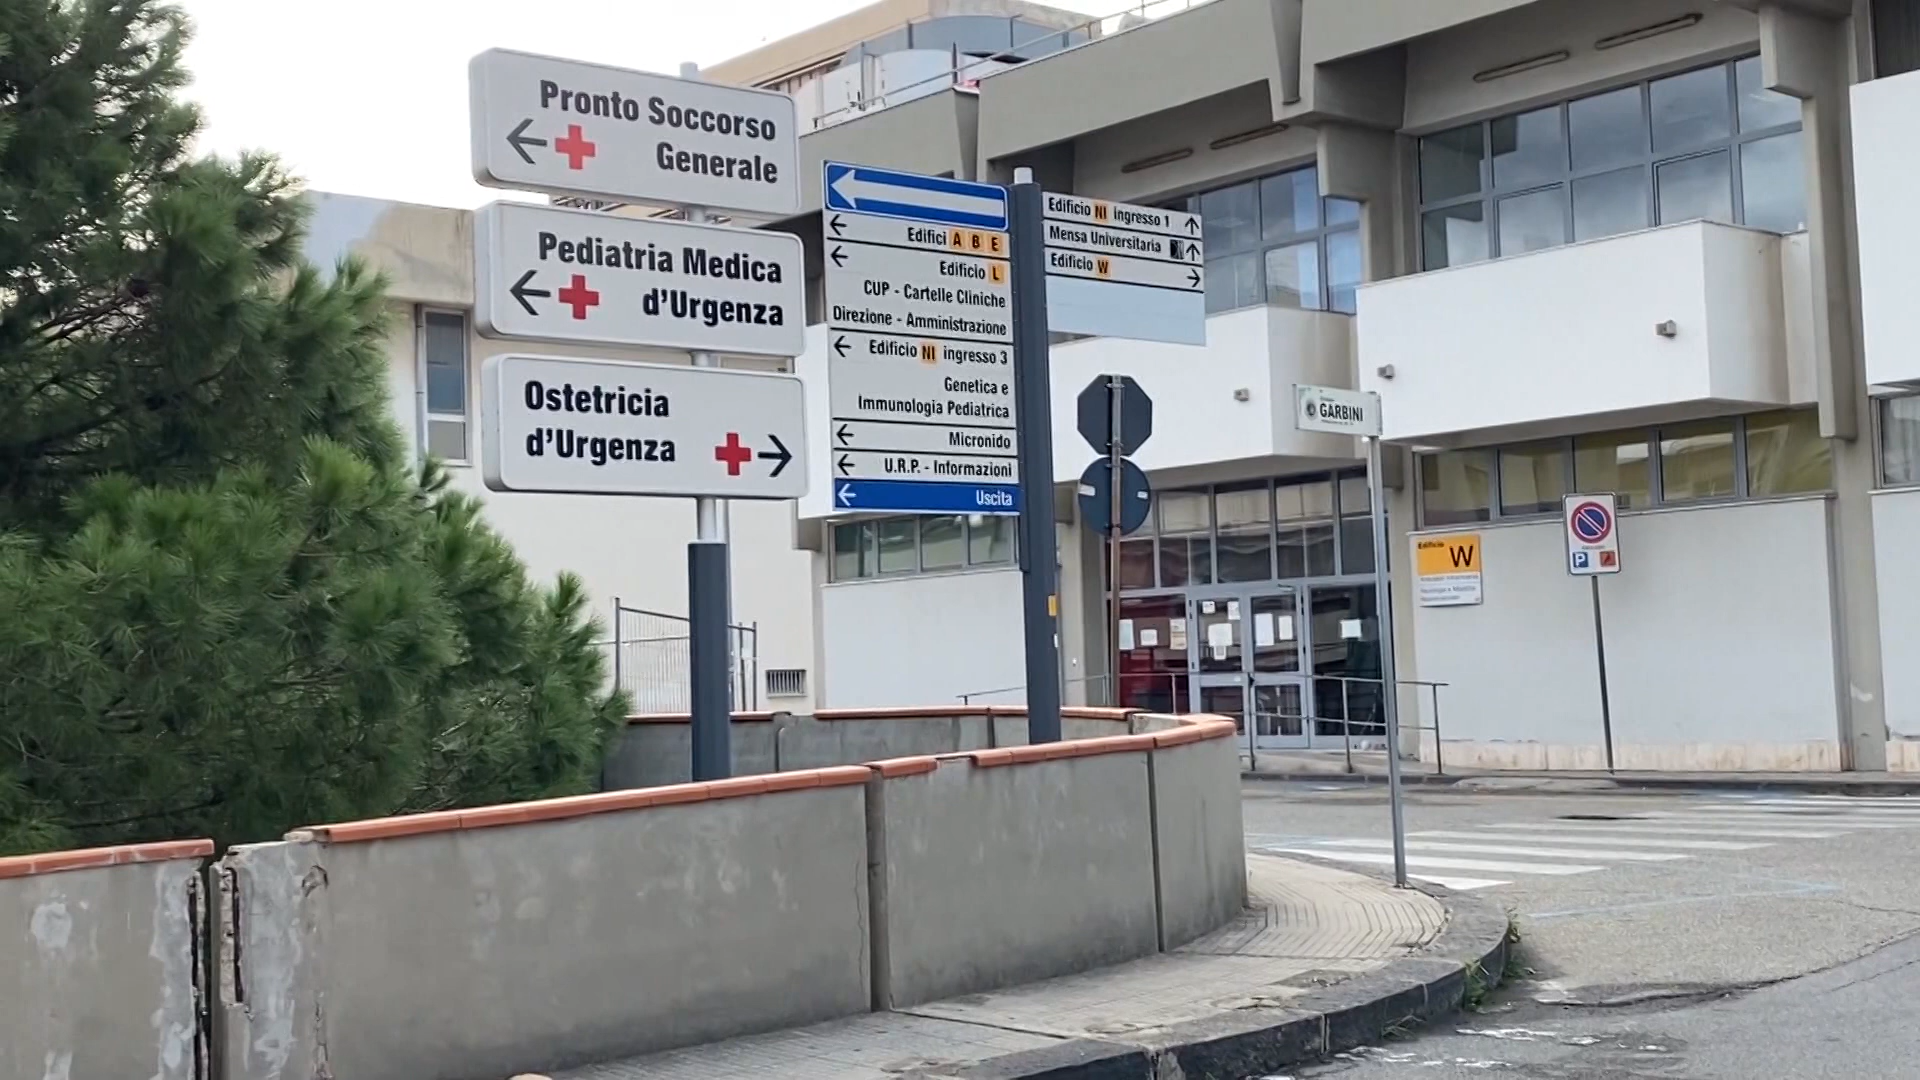 Pronto Soccorso
Generale
Pediatria Medica
d'Urgenza
Ostetricia
d'Urgenza
Edifici A B E
Edificio L
CUP - Cartelle Cliniche
Direzione - Amministrazione
Edificio NI ingresso 3
Genetica e
Immunologia Pediatrica
Micronido
U.R.P. - Informazioni
Uscita
Edificio NI ingresso 1
Mensa Universitaria
Edificio W
GARBINI
Edificio
W
P